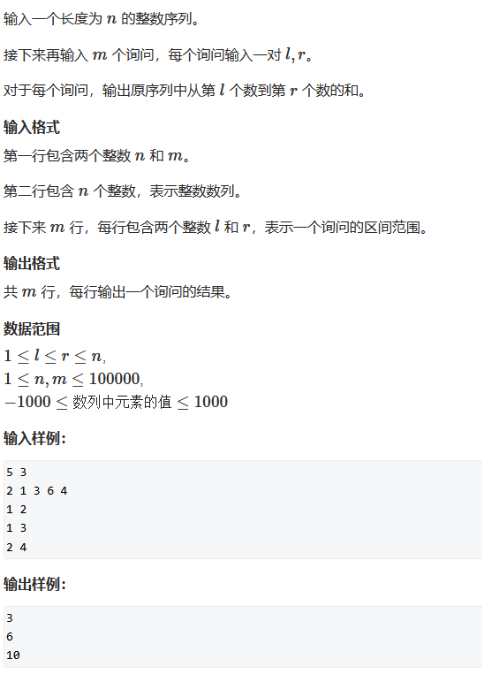 输入一个长度为 n 的整数序列。
接下来再输入 m 个询问，每个询问输入一对 l, r。
对于每个询问，输出原序列中从第 l 个数到第 r 个数的和。
输入格式
第一行包含两个整数 n 和 m。
第二行包含 n 个整数，表示整数数列。
接下来 m 行，每行包含两个整数 l 和 r，表示一个询问的区间范围。
输出格式
共 m 行，每行输出一个询问的结果。
数据范围
1 ≤ l ≤ r ≤ n,
1 ≤ n, m ≤ 100000,
−1000 ≤ 数列中元素的值 ≤ 1000
输入样例：
5 3
2 1 3 6 4
1 2
1 3
2 4
输出样例：
3
6
10